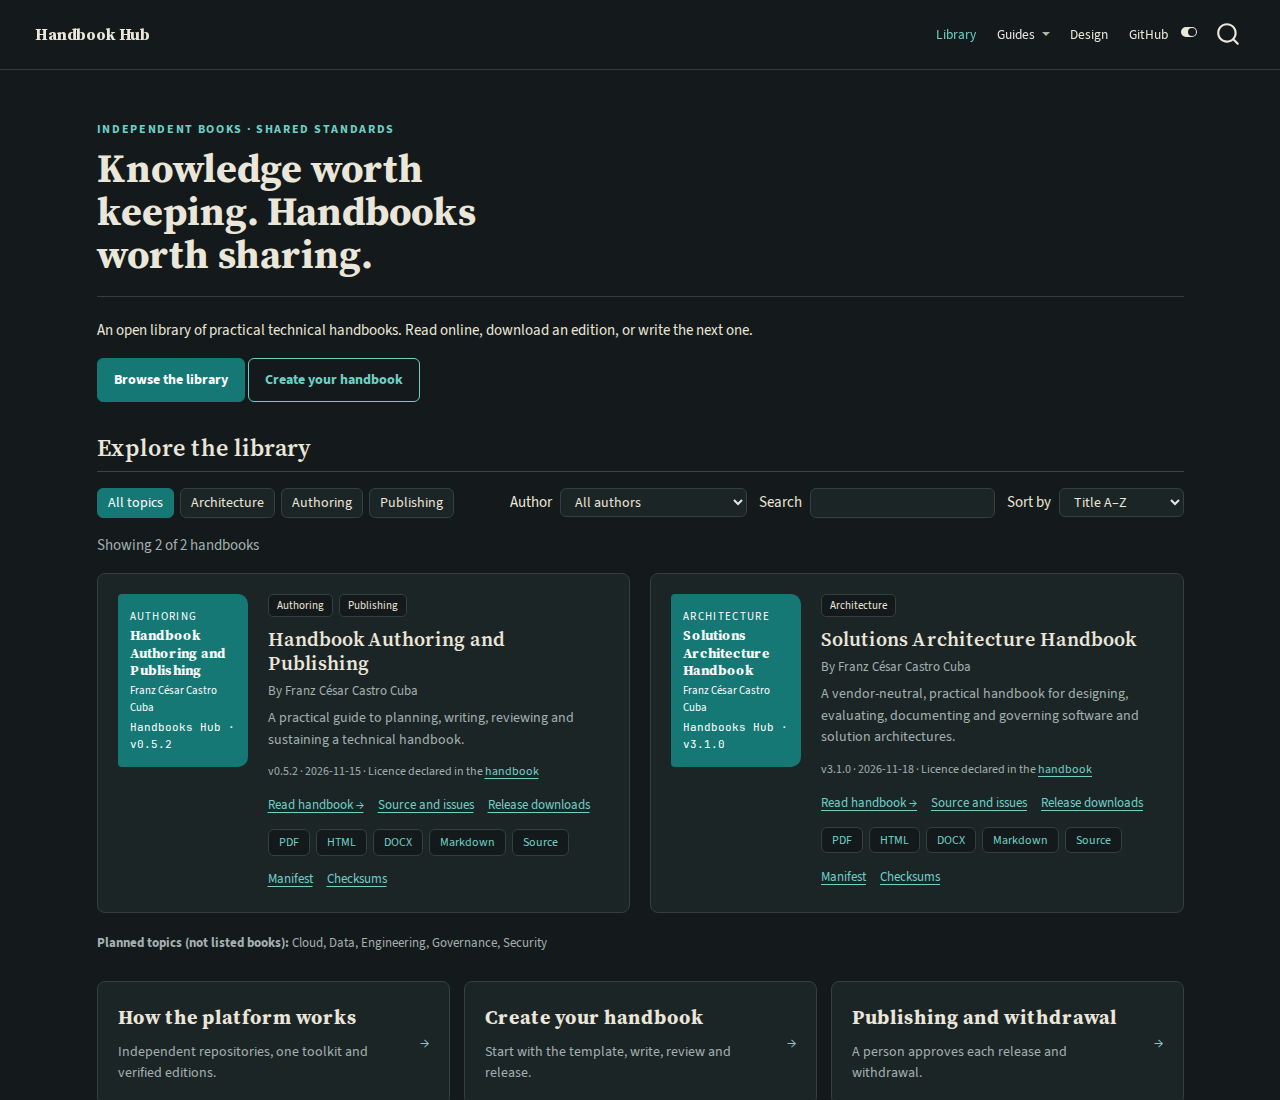 Handbook Hub
Library Guides Design GitHub
INDEPENDENT BOOKS · SHARED STANDARDS
Knowledge worth
keeping. Handbooks
worth sharing.
An open library of practical technical handbooks. Read online, download an edition, or write the next one.
Browse the library Create your handbook
Explore the library
All topics Architecture Authoring Publishing Author All authors Search Sort by Title A–Z
Showing 2 of 2 handbooks
AUTHORING
Handbook
Authoring and
Publishing
Franz César Castro
Cuba
Handbooks Hub ·
v0.5.2
Authoring Publishing
Handbook Authoring and
Publishing
By Franz César Castro Cuba
A practical guide to planning, writing, reviewing and
sustaining a technical handbook.
v0.5.2 · 2026-11-15 · Licence declared in the handbook
Read handbook → Source and issues Release downloads
PDF HTML DOCX Markdown Source
Manifest Checksums
ARCHITECTURE
Solutions
Architecture
Handbook
Franz César Castro
Cuba
Handbooks Hub ·
v3.1.0
Architecture
Solutions Architecture Handbook
By Franz César Castro Cuba
A vendor-neutral, practical handbook for designing,
evaluating, documenting and governing software and
solution architectures.
v3.1.0 · 2026-11-18 · Licence declared in the handbook
Read handbook → Source and issues Release downloads
PDF HTML DOCX Markdown Source
Manifest Checksums
Planned topics (not listed books): Cloud, Data, Engineering, Governance, Security
How the platform works
Independent repositories, one toolkit and
verified editions.
→
Create your handbook
Start with the template, write, review and
release.
→
Publishing and withdrawal
A person approves each release and
withdrawal.
→